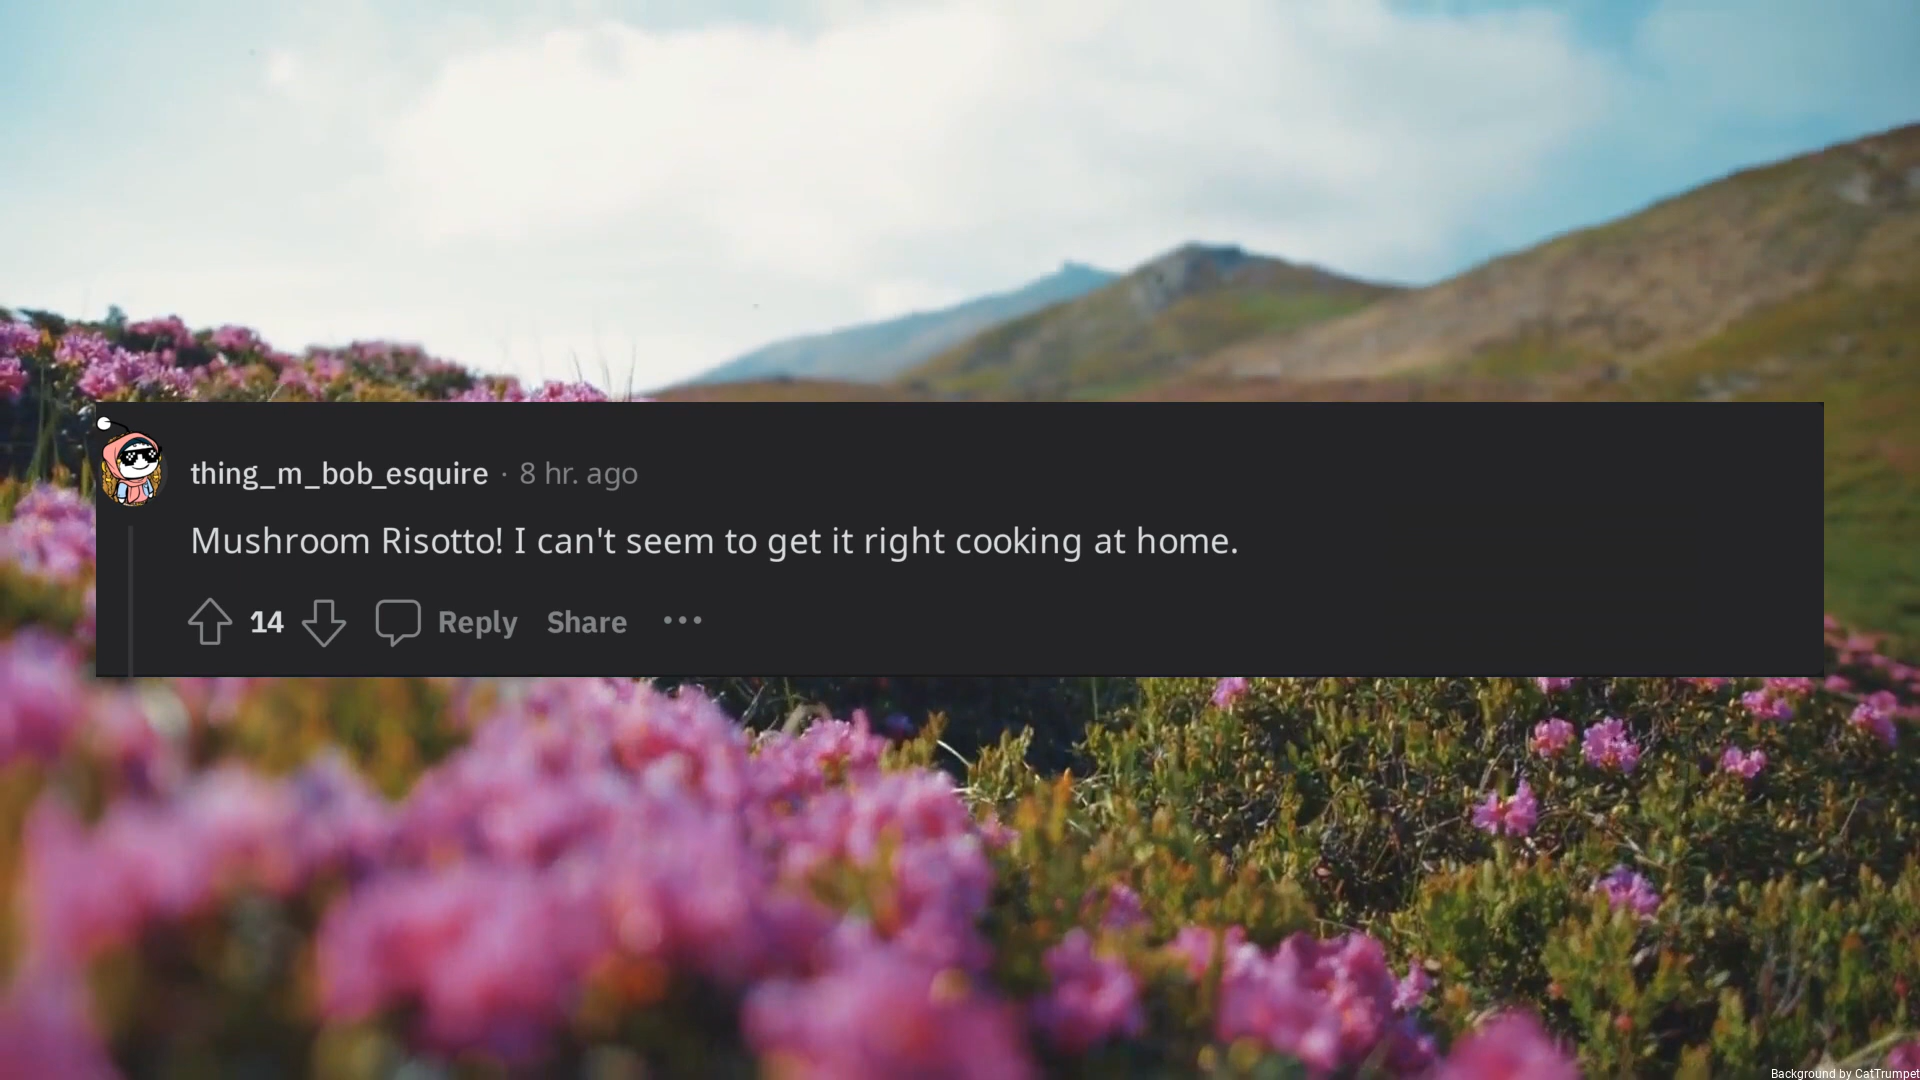 thing_m_bob_esquire · 8 hr. ago
Mushroom Risotto! I can't seem to get it right cooking at home.
14 Reply Share ···
Background by CatTrumpet